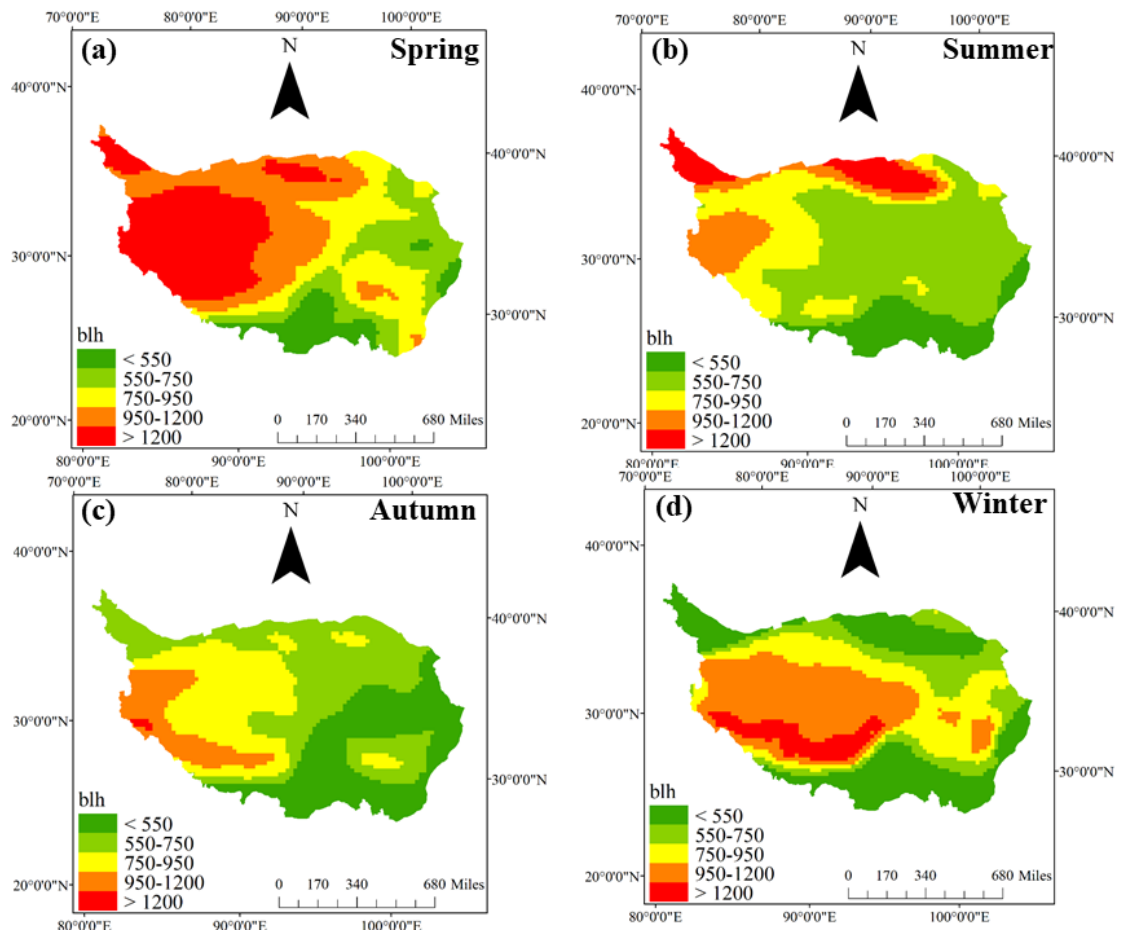 70°0'0"E 80°0'0"E 90°0'0"E 100°0'0"E
(a) N Spring
40°0'0"N
40°0'0"N
30°0'0"N
30°0'0"N
blh
< 550
550-750
750-950
950-1200
> 1200
0 170 340 680 Miles
20°0'0"N
80°0'0"E 90°0'0"E 100°0'0"E
70°0'0"E 80°0'0"E 90°0'0"E 100°0'0"E
(b) N Summer
40°0'0"N
40°0'0"N
30°0'0"N
30°0'0"N
blh
< 550
550-750
750-950
950-1200
> 1200
0 170 340 680 Miles
20°0'0"N
80°0'0"E 90°0'0"E 100°0'0"E
70°0'0"E 80°0'0"E 90°0'0"E 100°0'0"E
(c) N Autumn
40°0'0"N
40°0'0"N
30°0'0"N
30°0'0"N
blh
< 550
550-750
750-950
950-1200
> 1200
0 170 340 680 Miles
20°0'0"N
80°0'0"E 90°0'0"E 100°0'0"E
70°0'0"E 80°0'0"E 90°0'0"E 100°0'0"E
(d) N Winter
40°0'0"N
40°0'0"N
30°0'0"N
30°0'0"N
blh
< 550
550-750
750-950
950-1200
> 1200
0 170 340 680 Miles
20°0'0"N
80°0'0"E 90°0'0"E 100°0'0"E